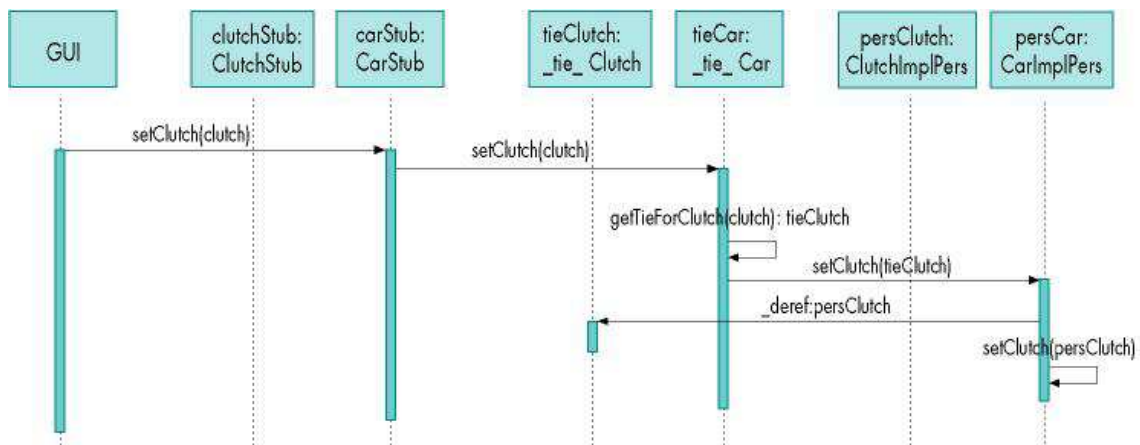 GUI
clutchStub:
ClutchStub
carStub:
CarStub
tieClutch:
_tie_ Clutch
tieCar:
_tie_ Car
persClutch:
ClutchImplPers
persCar:
CarImplPers
setClutch(clutch)
setClutch(clutch)
getTieForClutch(clutch): tieClutch
setClutch(tieClutch)
_deref:persClutch
setClutch(persClutch)